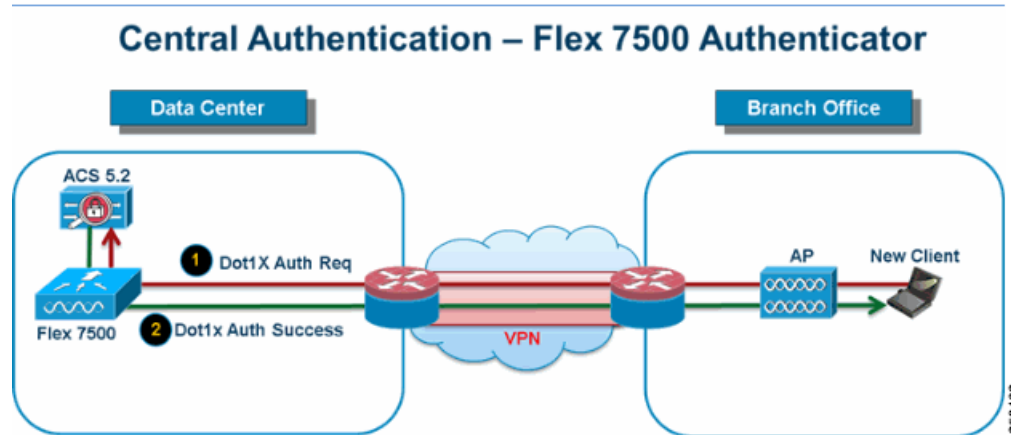 Central Authentication – Flex 7500 Authenticator
Data Center
Branch Office
ACS 5.2
1 Dot1X Auth Req
AP
New Client
Flex 7500
2 Dot1x Auth Success
VPN